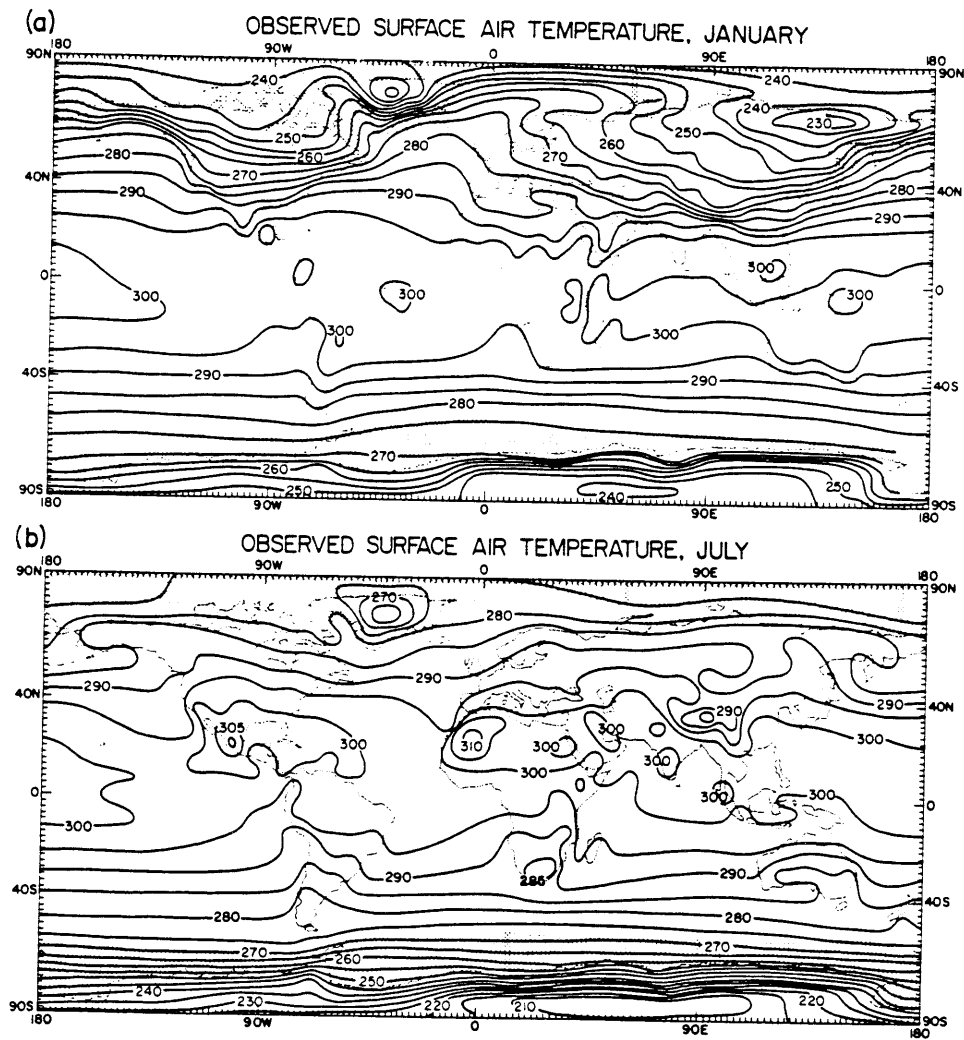 (a) OBSERVED SURFACE AIR TEMPERATURE, JANUARY
180 90W 0 90E 180
90N 240 240 90N
240
250 250 230
260 260
280 280 270
270 280
40N 290 290 290 40N
0 300 300 300 300 0
300 300
40S 290 290 40S
280 280
270 270
260 250
250 240
90S 90S
180 90W 0 90E 180
(b) OBSERVED SURFACE AIR TEMPERATURE, JULY
180 90W 0 90E 180
90N 270 280 90N
290 290
40N 290 40N
305 300 310 300 300 300
300 300
0 300 0
300
290 285 290
40S 40S
280 280
270 270
260
250
240 230 220 210 220
90S 90S
180 90W 0 90E 180